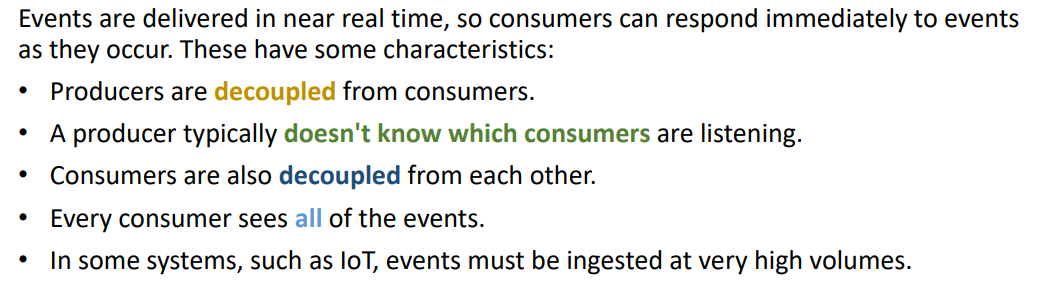 Events are delivered in near real time, so consumers can respond immediately to events
as they occur. These have some characteristics:
• Producers are decoupled from consumers.
• A producer typically doesn't know which consumers are listening.
• Consumers are also decoupled from each other.
• Every consumer sees all of the events.
• In some systems, such as IoT, events must be ingested at very high volumes.